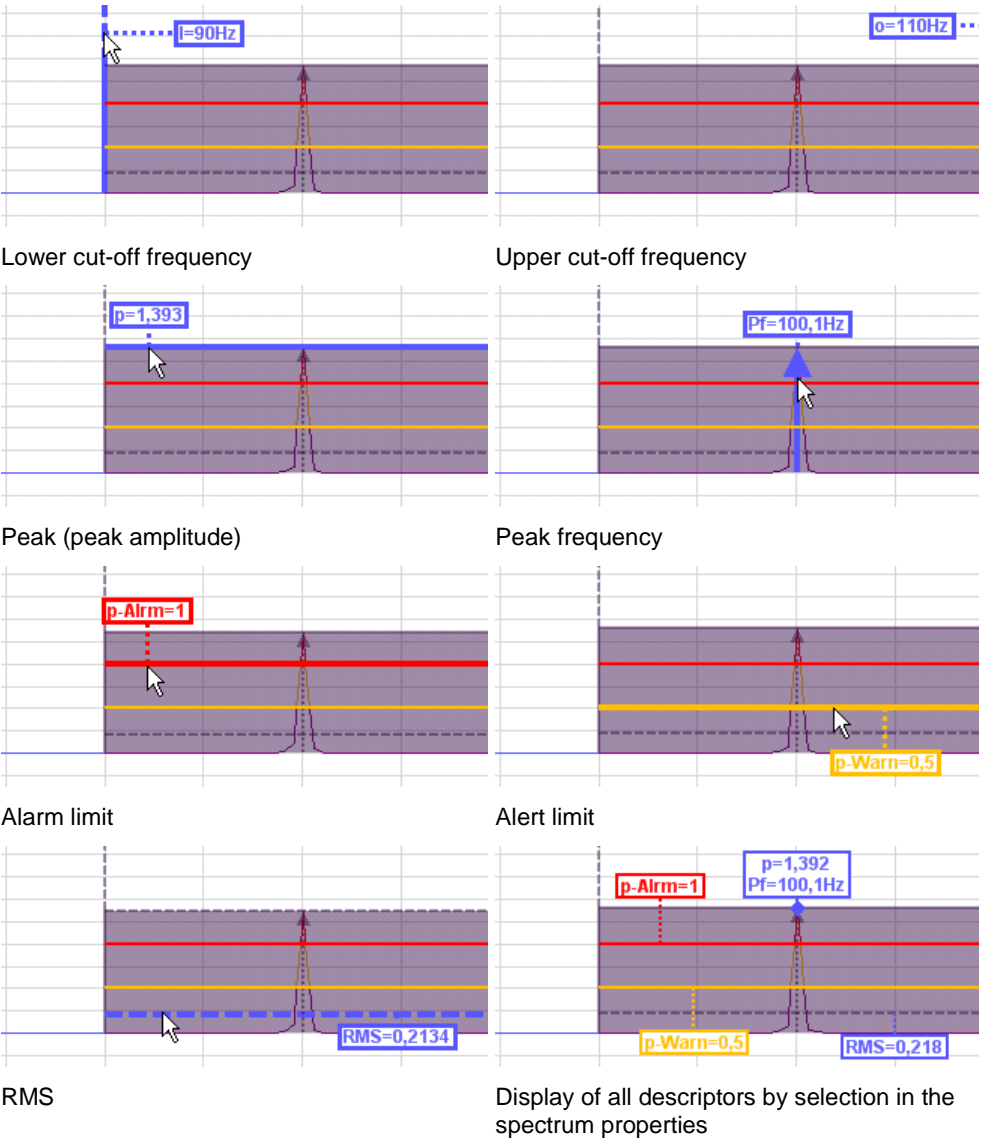 l=90Hz
o=110Hz
Lower cut-off frequency
Upper cut-off frequency
p=1,393
Pf=100,1Hz
Peak (peak amplitude)
Peak frequency
p-Alrm=1
p-Warn=0,5
Alarm limit
Alert limit
RMS=0,2134
p-Alrm=1
p=1,392
Pf=100,1Hz
p-Warn=0,5
RMS=0,218
RMS
Display of all descriptors by selection in the
spectrum properties